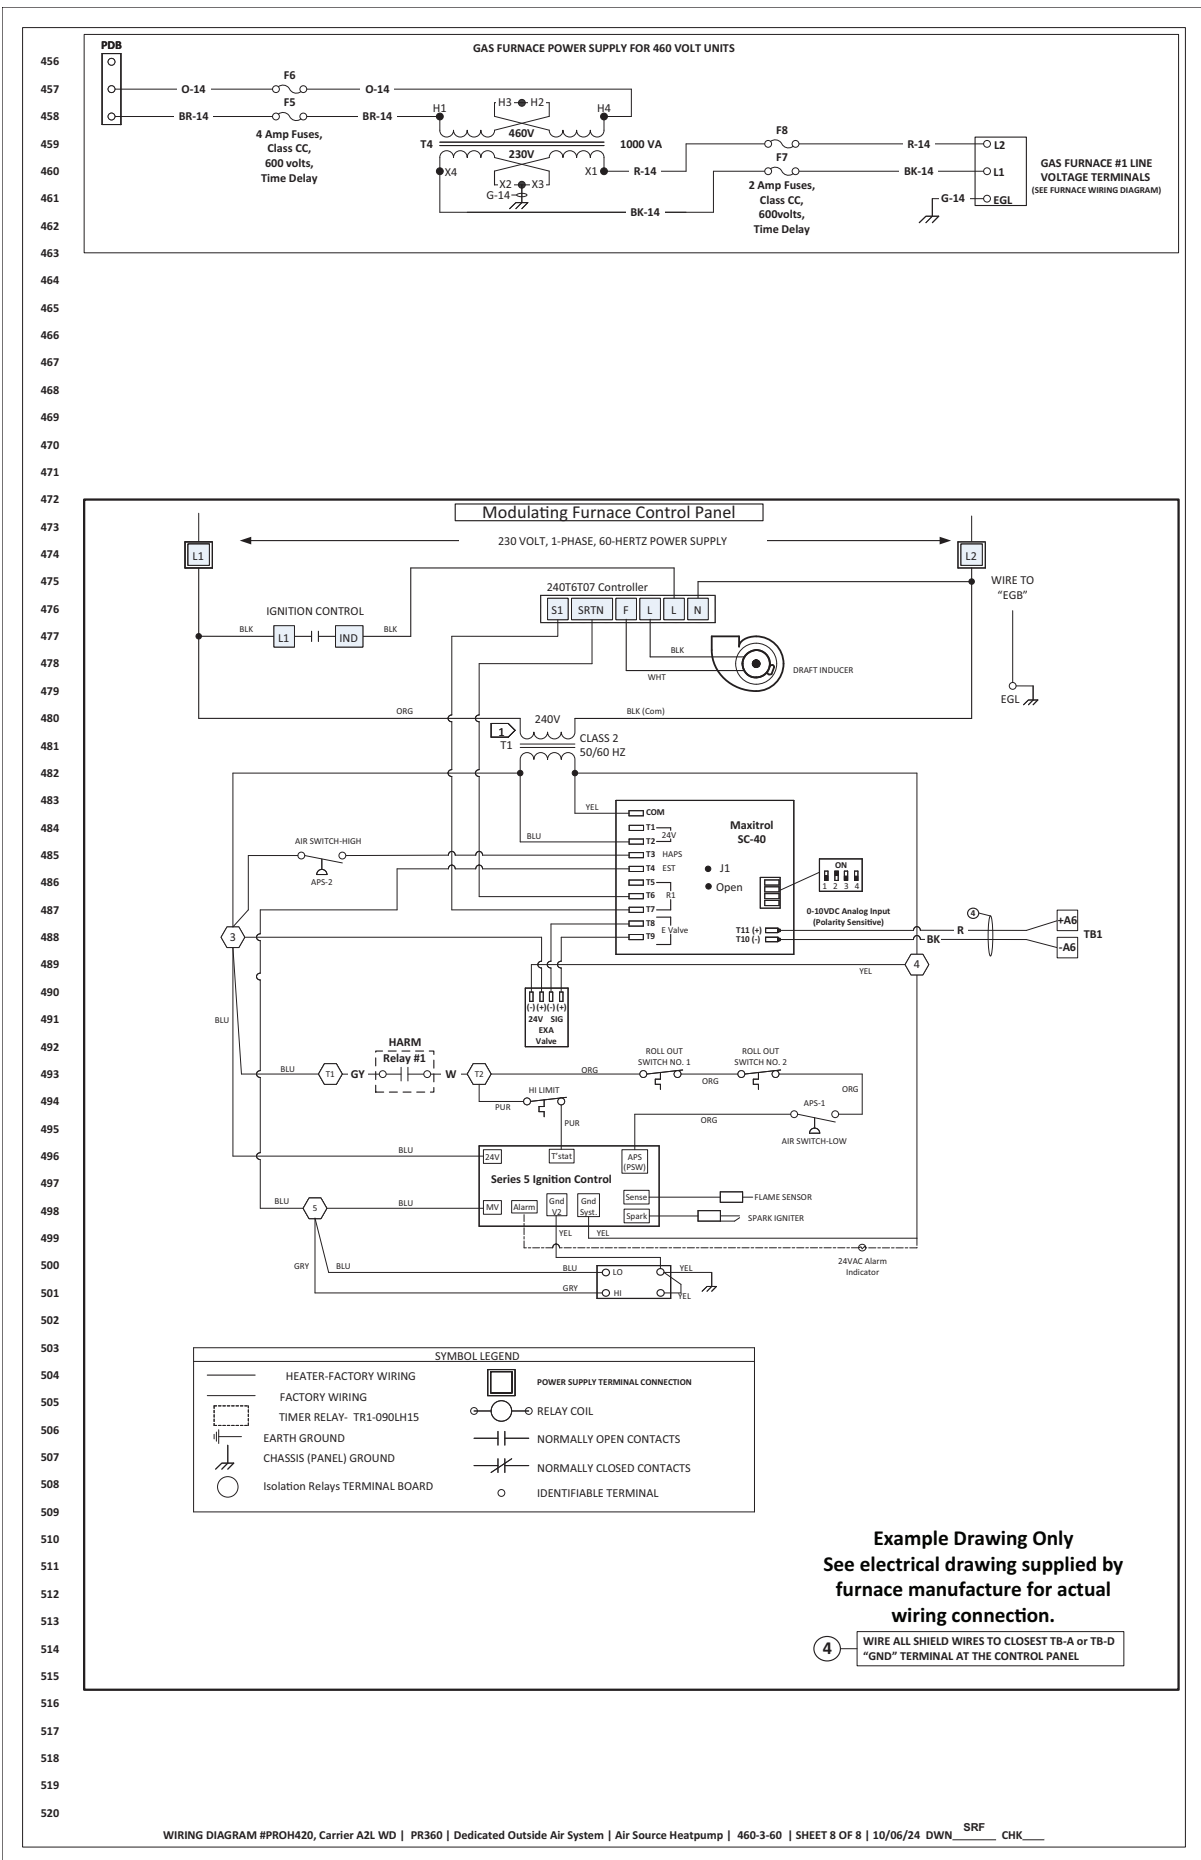 PDB
GAS FURNACE POWER SUPPLY FOR 460 VOLT UNITS
456
457
458
459
460
461
462
463
464
465
466
467
468
469
470
471
472
473
474
475
476
477
478
479
480
481
482
483
484
485
486
487
488
489
490
491
492
493
494
495
496
497
498
499
500
501
502
503
504
505
506
507
508
509
510
511
512
513
514
515
516
517
518
519
520
F6
O-14
O-14
F5
BR-14
BR-14
4 Amp Fuses,
Class CC,
600 volts,
Time Delay
H1
H3
H2
H4
460V
T4
1000 VA
230V
X4
X2
X3
X1
G-14
R-14
BK-14
F8
F7
2 Amp Fuses,
Class CC,
600volts,
Time Delay
R-14
BK-14
G-14
L2
L1
EGL
GAS FURNACE #1 LINE
VOLTAGE TERMINALS
(SEE FURNACE WIRING DIAGRAM)
Modulating Furnace Control Panel
230 VOLT, 1-PHASE, 60-HERTZ POWER SUPPLY
L1
L2
240T6T07 Controller
S1
SRTN
F
L
L
N
WIRE TO
"EGB"
EGL
IGNITION CONTROL
BLK
L1
IND
BLK
BLK
WHT
DRAFT INDUCER
ORG
240V
BLK (Com)
1
T1
CLASS 2
50/60 HZ
YEL
BLU
COM
T1
24V
T2
T3 HAPS
T4 EST
T5
T6 R1
T7
T8
E Valve
T9
Maxitrol
SC-40
J1
Open
ON
1 2 3 4
0-10VDC Analog Input
(Polarity Sensitive)
T11 (+)
T10 (-)
4
R
BK
+A6
-A6
TB1
AIR SWITCH-HIGH
APS-2
3
YEL
4
(-) (+) (-) (+)
24V SIG
EXA
Valve
BLU
HARM
Relay #1
BLU
T1
GY
W
T2
ORG
ROLL OUT
SWITCH NO. 1
ORG
ROLL OUT
SWITCH NO. 2
ORG
HI LIMIT
PUR
PUR
ORG
APS-1
AIR SWITCH-LOW
BLU
24V
T'stat
APS
(PSW)
Series 5 Ignition Control
BLU
5
BLU
MV
Alarm
Gnd
V2
Gnd
Syst.
Sense
Spark
FLAME SENSOR
SPARK IGNITER
YEL
YEL
24VAC Alarm
Indicator
GRY
BLU
BLU
LO
YEL
GRY
HI
YEL
SYMBOL LEGEND
HEATER-FACTORY WIRING
FACTORY WIRING
TIMER RELAY- TR1-090LH15
EARTH GROUND
CHASSIS (PANEL) GROUND
Isolation Relays TERMINAL BOARD
POWER SUPPLY TERMINAL CONNECTION
RELAY COIL
NORMALLY OPEN CONTACTS
NORMALLY CLOSED CONTACTS
IDENTIFIABLE TERMINAL
Example Drawing Only
See electrical drawing supplied by
furnace manufacture for actual
wiring connection.
4
WIRE ALL SHIELD WIRES TO CLOSEST TB-A or TB-D
"GND" TERMINAL AT THE CONTROL PANEL
WIRING DIAGRAM #PROH420, Carrier A2L WD | PR360 | Dedicated Outside Air System | Air Source Heatpump | 460-3-60 | SHEET 8 OF 8 | 10/06/24 DWN SRF CHK____